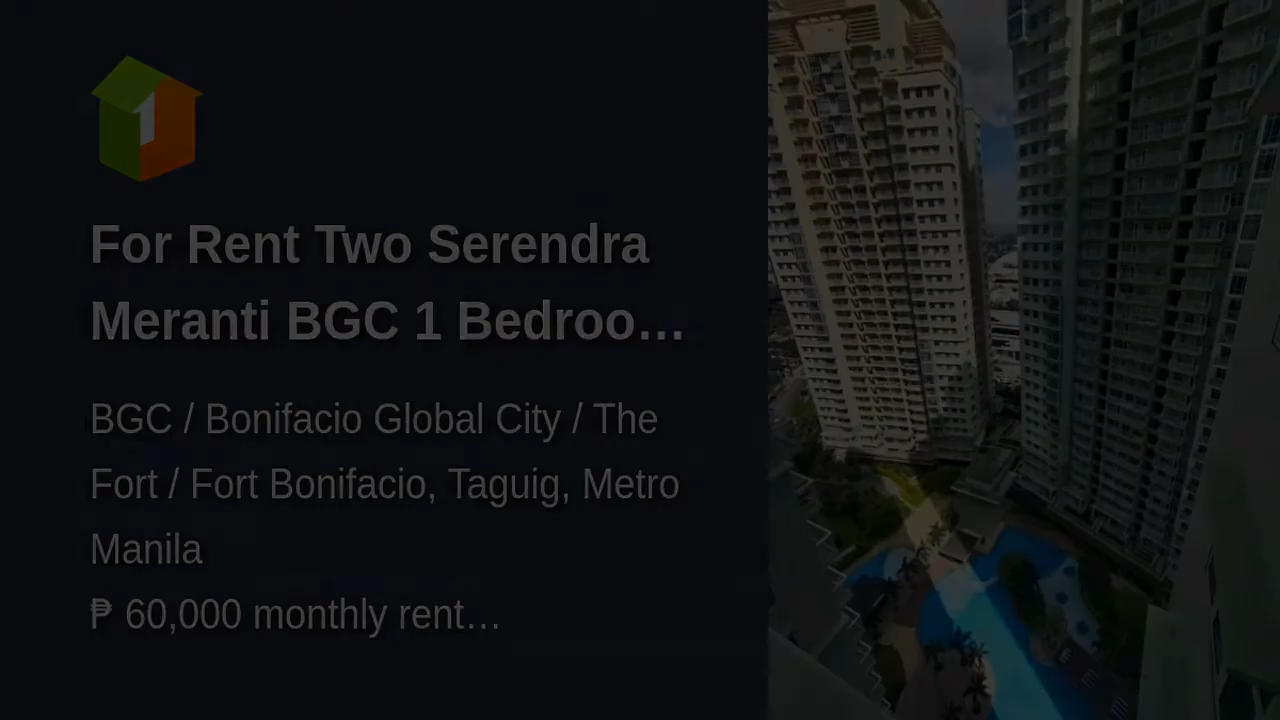 For Rent Two Serendra
Meranti BGC 1 Bedroo…
BGC / Bonifacio Global City / The
Fort / Fort Bonifacio, Taguig, Metro
Manila
₱ 60,000 monthly rent…